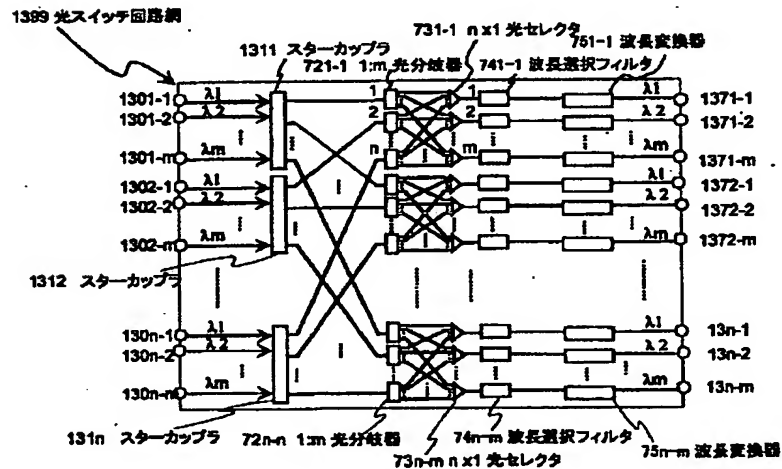 1399 光スイッチ回路網
1311 スターカップラ
721-1 1:m 光分岐器
731-1 n x1 光セレクタ
741-1 波長選択フィルタ
751-1 波長変換器
1301-1 λ1 1 1 λ1 1371-1
1301-2 λ2 2 2 λ2 1371-2
1301-m λm n m λm 1371-m
1302-1 λ1 λ1 1372-1
1302-2 λ2 λ2 1372-2
1302-m λm λm 1372-m
1312 スターカップラ
130n-1 λ1 λ1 13n-1
130n-2 λ2 λ2 13n-2
130n-m λm λm 13n-m
131n スターカップラ
72n-n 1:m 光分岐器
73n-m n x1 光セレクタ
74n-m 波長選択フィルタ
75n-m 波長変換器